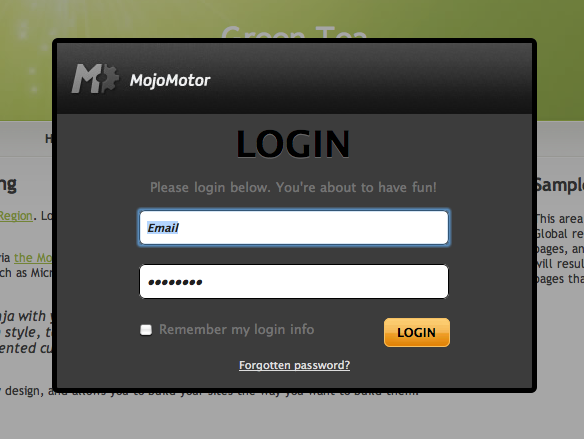 Green Tea
MojoMotor
LOGIN
Please login below. You're about to have fun!
Email
Remember my login info
LOGIN
Forgotten password?
H
ng
Region. Lo
ria the Mo
ch as Micr
nja with y
n style, t
ented cu
design, and allows you to build your sites the way you want to build them.
Sampl
This area
Global re
pages, an
will resul
pages tha